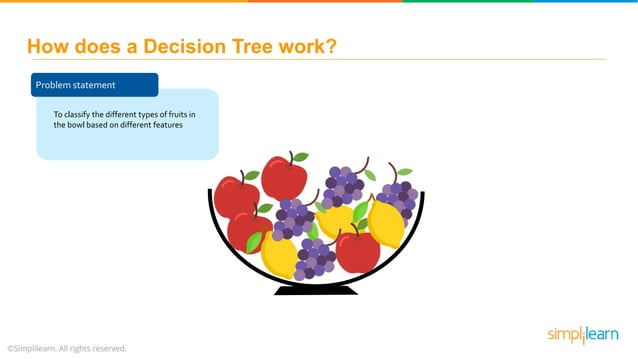 How does a Decision Tree work?
Problem statement
To classify the different types of fruits in
the bowl based on different features
simplilearn
©Simplilearn. All rights reserved.